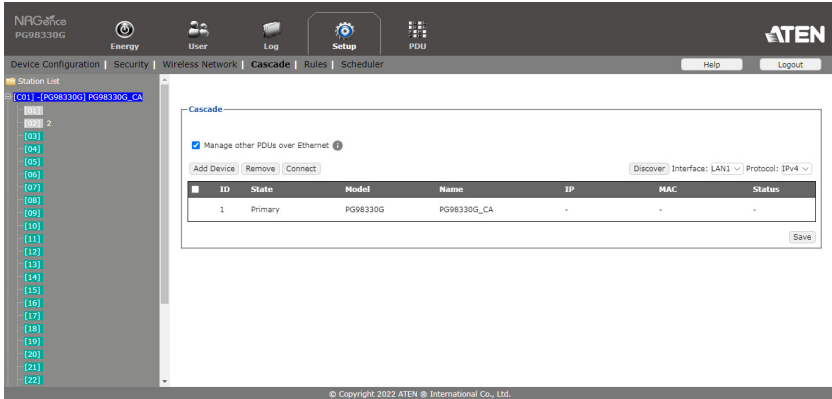 NRGence
PG98330G
Energy
User
Log
Setup
PDU
ATEN
Device Configuration | Security | Wireless Network | Cascade | Rules | Scheduler
Help
Logout
Station List
[C01] -[PG98330G] PG98330G_CA
[01]
[02] 2
[03]
[04]
[05]
[06]
[07]
[08]
[09]
[10]
[11]
[12]
[13]
[14]
[15]
[16]
[17]
[18]
[19]
[20]
[21]
[22]
Cascade
Manage other PDUs over Ethernet
Add Device Remove Connect
Discover Interface: LAN1 Protocol: IPv4
ID State Model Name IP MAC Status
1 Primary PG98330G PG98330G_CA - - -
Save
© Copyright 2022 ATEN ® International Co., Ltd.